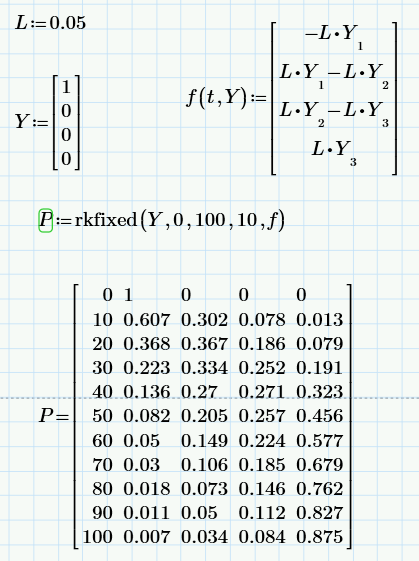 L:=0.05
Y:=[1 0 0 0]
f(t,Y):=[-L·Y₁ L·Y₁-L·Y₂ L·Y₂-L·Y₃ L·Y₃]
P:=rkfixed(Y,0,100,10,f)
P=
0 1 0 0 0
10 0.607 0.302 0.078 0.013
20 0.368 0.367 0.186 0.079
30 0.223 0.334 0.252 0.191
40 0.136 0.27 0.271 0.323
50 0.082 0.205 0.257 0.456
60 0.05 0.149 0.224 0.577
70 0.03 0.106 0.185 0.679
80 0.018 0.073 0.146 0.762
90 0.011 0.05 0.112 0.827
100 0.007 0.034 0.084 0.875